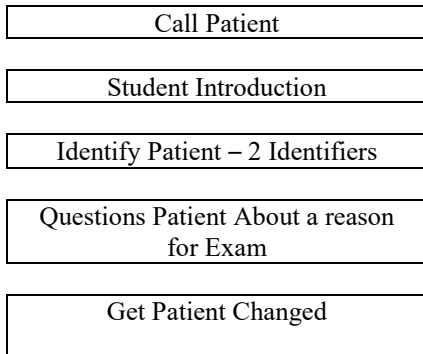 Call Patient
Student Introduction
Identify Patient – 2 Identifiers
Questions Patient About a reason
for Exam
Get Patient Changed